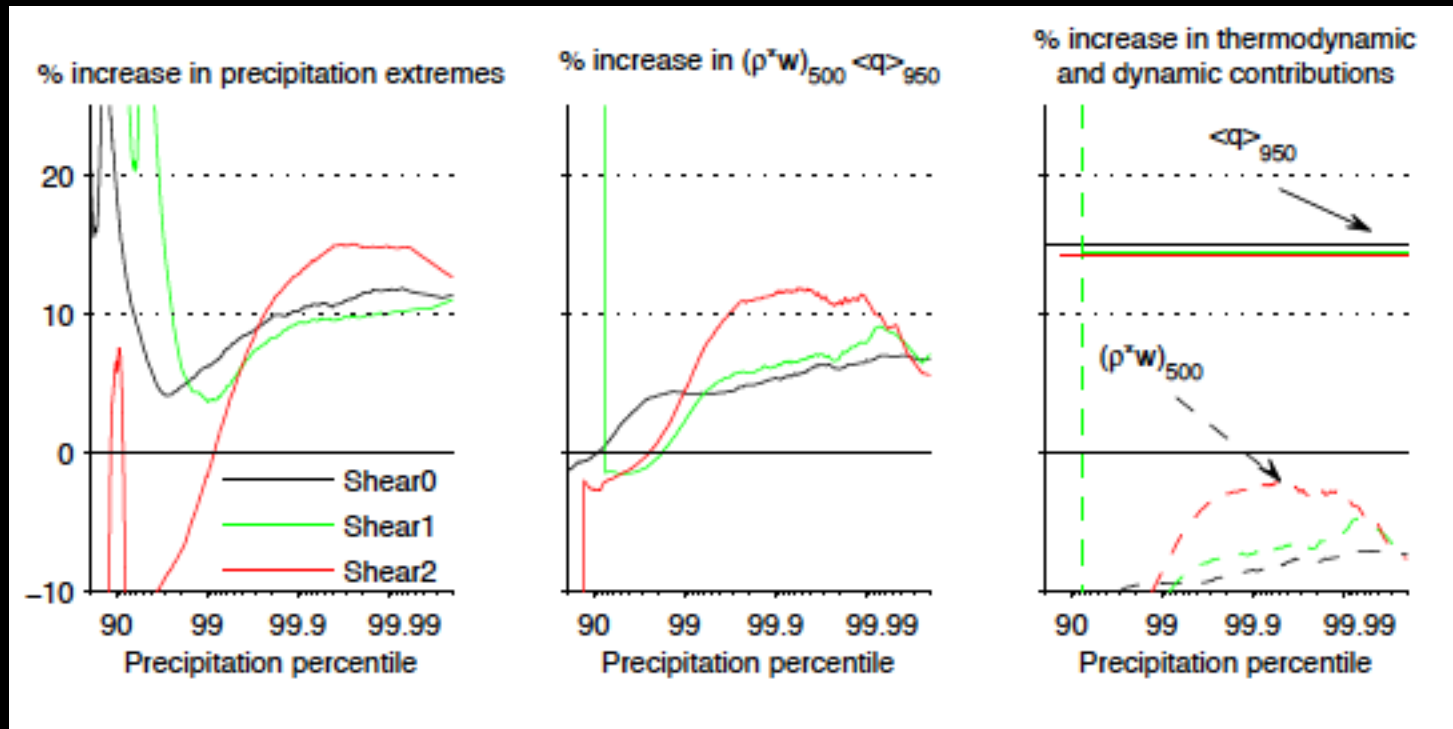 % increase in precipitation extremes
20
10
0
−10
90 99 99.9 99.99
Precipitation percentile
Shear0
Shear1
Shear2
% increase in (ρ*w)500 <q>950
90 99 99.9 99.99
Precipitation percentile
% increase in thermodynamic
and dynamic contributions
<q>950
(ρ*w)500
90 99 99.9 99.99
Precipitation percentile